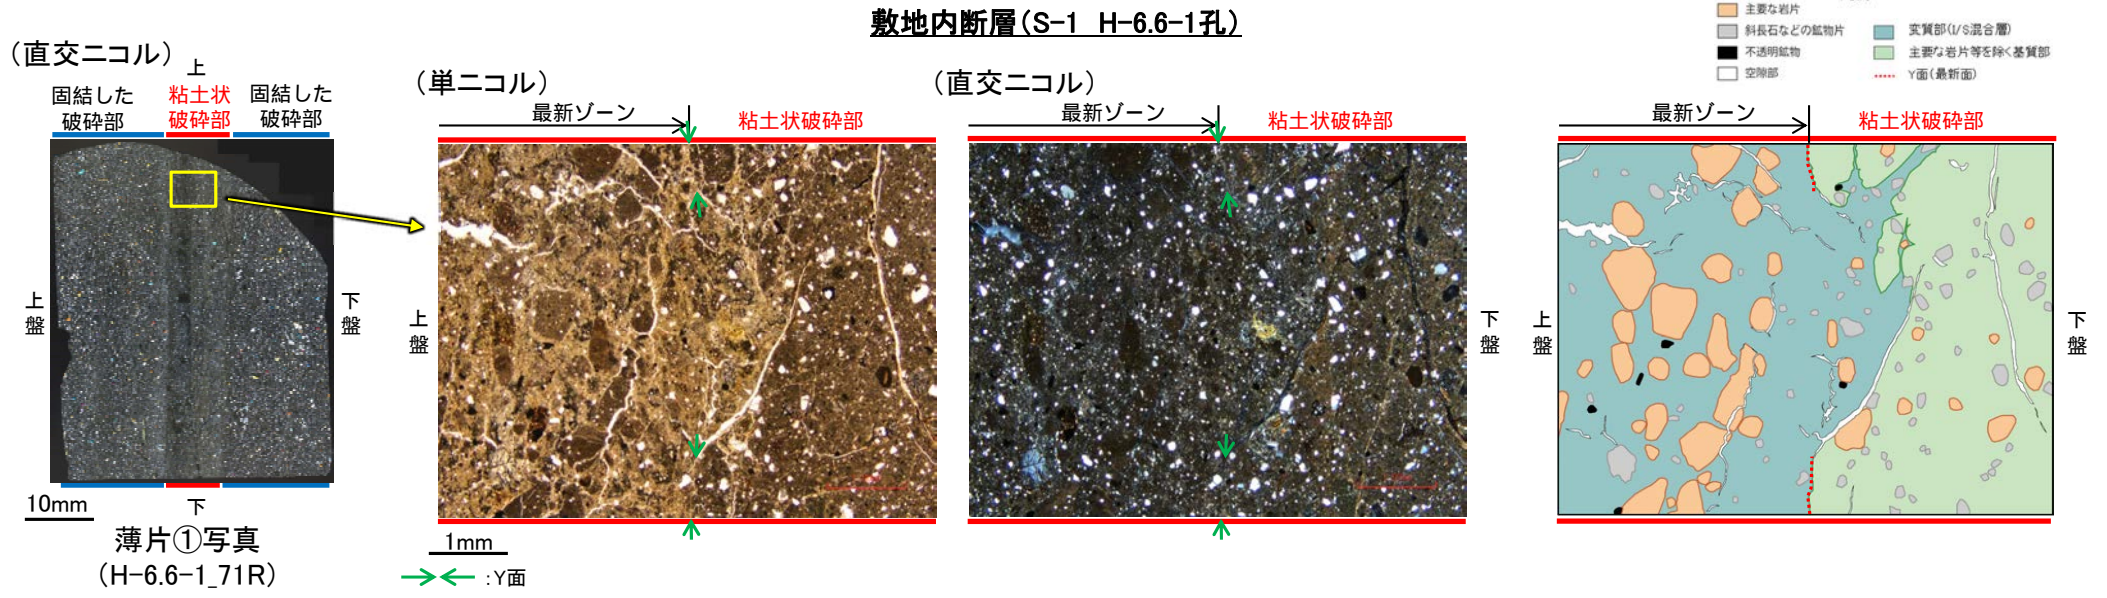 敷地内断層(S-1 H-6.6-1孔)
(直交ニコル)
上
固結した
破砕部
粘土状
破砕部
固結した
破砕部
上
盤
下
盤
10mm
下
薄片①写真
(H-6.6-1_71R)
(単ニコル)
最新ゾーン
粘土状破砕部
上
盤
1mm
:Y面
(直交ニコル)
最新ゾーン
粘土状破砕部
下
盤
主要な岩片
斜長石などの鉱物片
不透明鉱物
空隙部
変質部(I/S混合層)
主要な岩片等を除く基質部
Y面(最新面)
最新ゾーン
粘土状破砕部
上
盤
下
盤